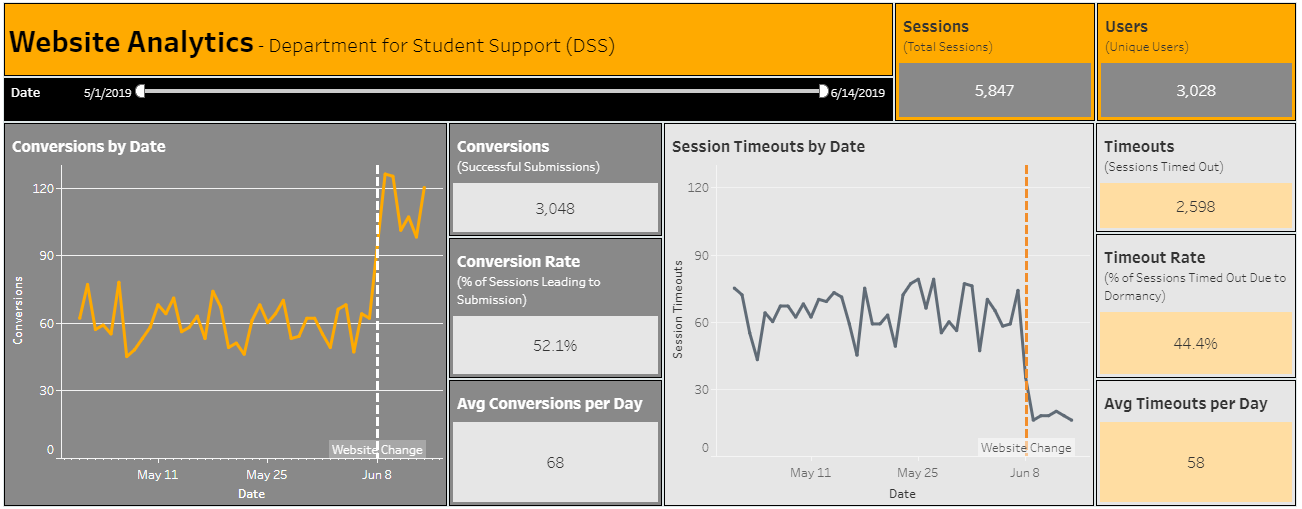 Website Analytics - Department for Student Support (DSS)
Sessions
(Total Sessions)
5,847
Users
(Unique Users)
3,028
Date 5/1/2019 6/14/2019
Conversions by Date
120
90
60
30
0
Conversions
Website Change
May 11 May 25 Jun 8
Date
Conversions
(Successful Submissions)
3,048
Conversion Rate
(% of Sessions Leading to
Submission)
52.1%
Avg Conversions per Day
68
Session Timeouts by Date
120
90
60
30
0
Session Timeouts
Website Change
May 11 May 25 Jun 8
Date
Timeouts
(Sessions Timed Out)
2,598
Timeout Rate
(% of Sessions Timed Out Due to
Dormancy)
44.4%
Avg Timeouts per Day
58